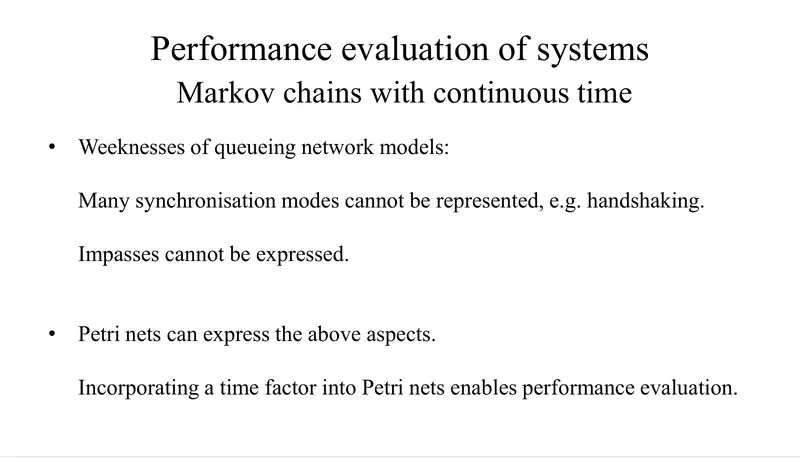 Performance evaluation of systems
Markov chains with continuous time
• Weeknesses of queueing network models:
Many synchronisation modes cannot be represented, e.g. handshaking.
Impasses cannot be expressed.
• Petri nets can express the above aspects.
Incorporating a time factor into Petri nets enables performance evaluation.